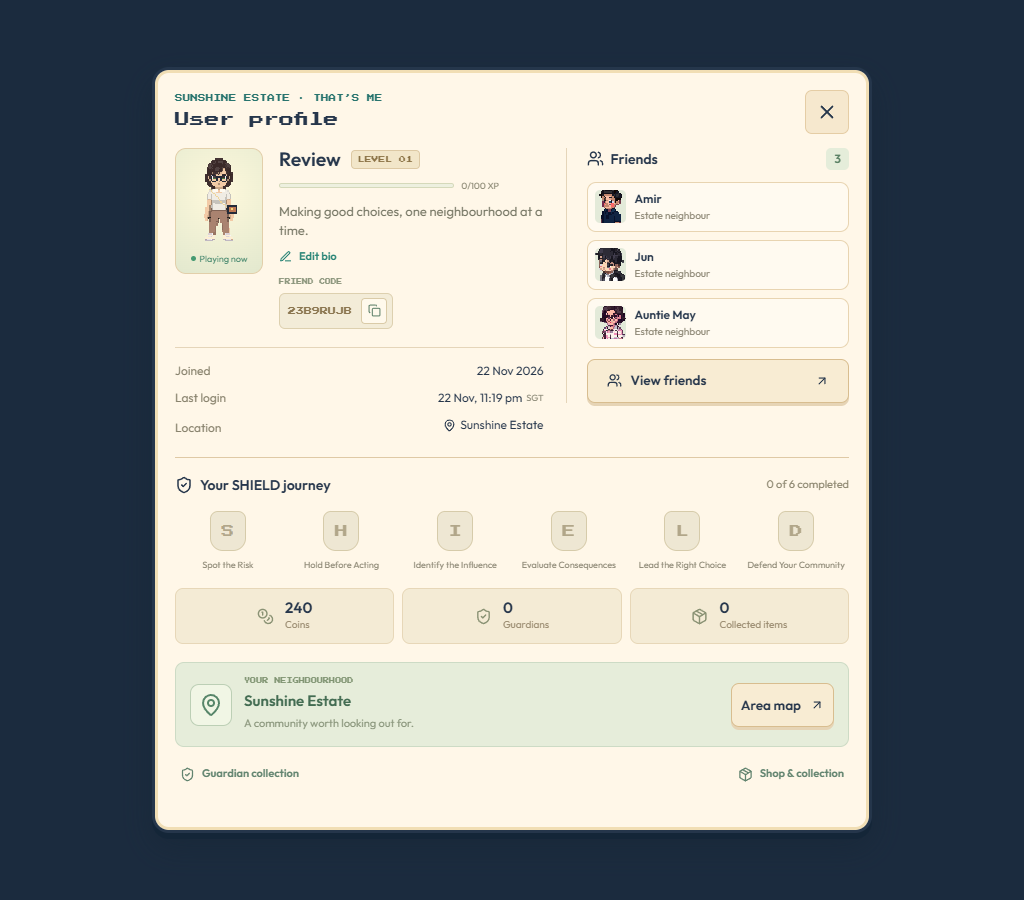 SUNSHINE ESTATE · THAT'S ME
User profile
Review
LEVEL 01
0/100 XP
Making good choices, one neighbourhood at a
time.
Edit bio
FRIEND CODE
23B9RUJB
Playing now
Friends
3
Amir
Estate neighbour
Jun
Estate neighbour
Auntie May
Estate neighbour
View friends
Joined
22 Nov 2026
Last login
22 Nov, 11:19 pm SGT
Location
Sunshine Estate
Your SHIELD journey
0 of 6 completed
S
H
I
E
L
D
Spot the Risk
Hold Before Acting
Identify the Influence
Evaluate Consequences
Lead the Right Choice
Defend Your Community
240
Coins
0
Guardians
0
Collected items
YOUR NEIGHBOURHOOD
Sunshine Estate
A community worth looking out for.
Area map
Guardian collection
Shop & collection